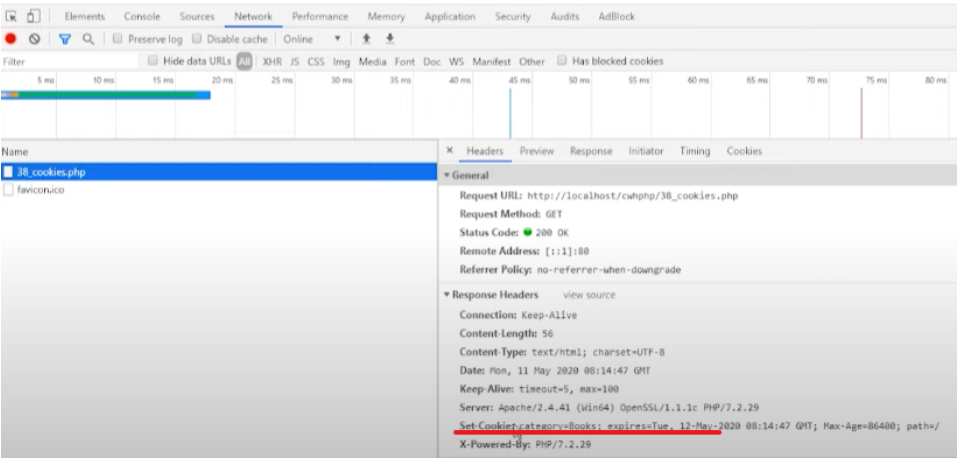 Elements Console Sources Network Performance Memory Application Security Audits AdBlock
Preserve log Disable cache Online
Filter Hide data URLs All XHR JS CSS Img Media Font Doc WS Manifest Other Has blocked cookies
5 ms 10 ms 15 ms 20 ms 25 ms 30 ms 35 ms 40 ms 45 ms 50 ms 55 ms 60 ms 65 ms 70 ms 75 ms 80 ms
Name
38_cookies.php
favicon.ico
× Headers Preview Response Initiator Timing Cookies
General
Request URL: http://localhost/cwhphp/38_cookies.php
Request Method: GET
Status Code: 200 OK
Remote Address: [::1]:80
Referrer Policy: no-referrer-when-downgrade
Response Headers view source
Connection: Keep-Alive
Content-Length: 56
Content-Type: text/html; charset=UTF-8
Date: Mon, 11 May 2020 08:14:47 GMT
Keep-Alive: timeout=5, max=100
Server: Apache/2.4.41 (Win64) OpenSSL/1.1.1c PHP/7.2.29
Set-Cookie: category=Books; expires=Tue, 12-May-2020 08:14:47 GMT; Max-Age=86400; path=/
X-Powered-By: PHP/7.2.29